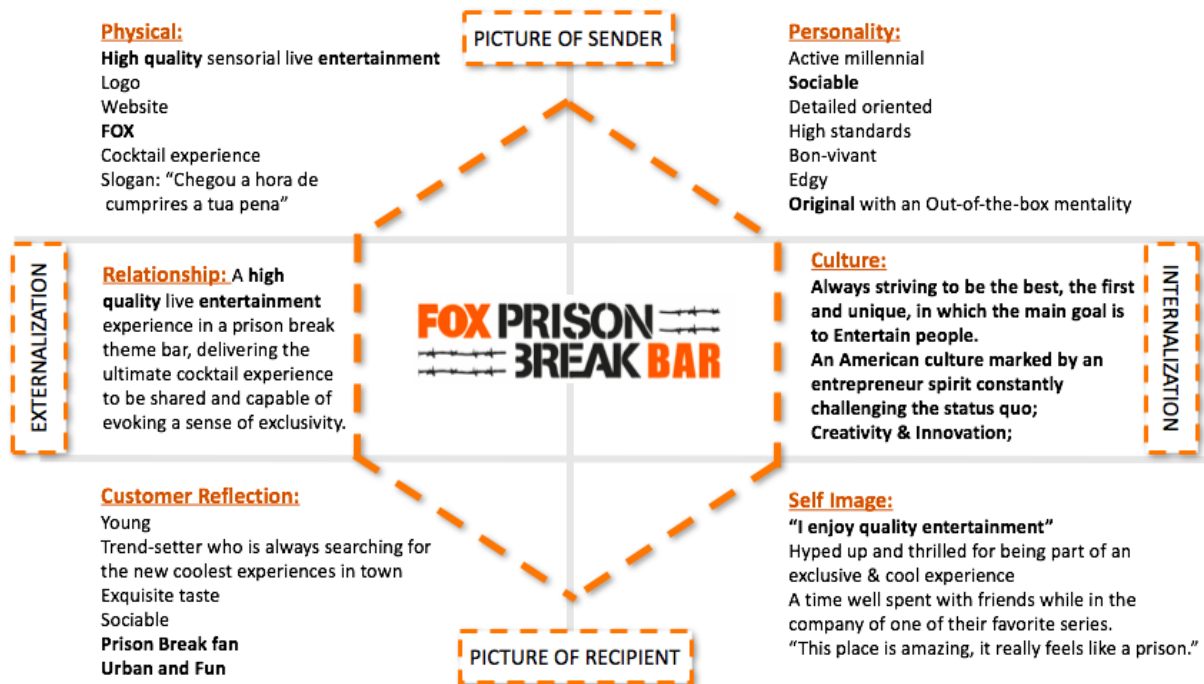 PICTURE OF SENDER
Physical:
High quality sensorial live entertainment
Logo
Website
FOX
Cocktail experience
Slogan: “Chegou a hora de
cumprires a tua pena”
Personality:
Active millennial
Sociable
Detailed oriented
High standards
Bon-vivant
Edgy
Original with an Out-of-the-box mentality
EXTERNALIZATION
Relationship: A high
quality live entertainment
experience in a prison break
theme bar, delivering the
ultimate cocktail experience
to be shared and capable of
evoking a sense of exclusivity.
FOX PRISON
BREAK BAR
Culture:
Always striving to be the best, the first
and unique, in which the main goal is
to Entertain people.
An American culture marked by an
entrepreneur spirit constantly
challenging the status quo;
Creativity & Innovation;
INTERNALIZATION
Customer Reflection:
Young
Trend-setter who is always searching for
the new coolest experiences in town
Exquisite taste
Sociable
Prison Break fan
Urban and Fun
Self Image:
“I enjoy quality entertainment”
Hyped up and thrilled for being part of an
exclusive & cool experience
A time well spent with friends while in the
company of one of their favorite series.
“This place is amazing, it really feels like a prison.”
PICTURE OF RECIPIENT